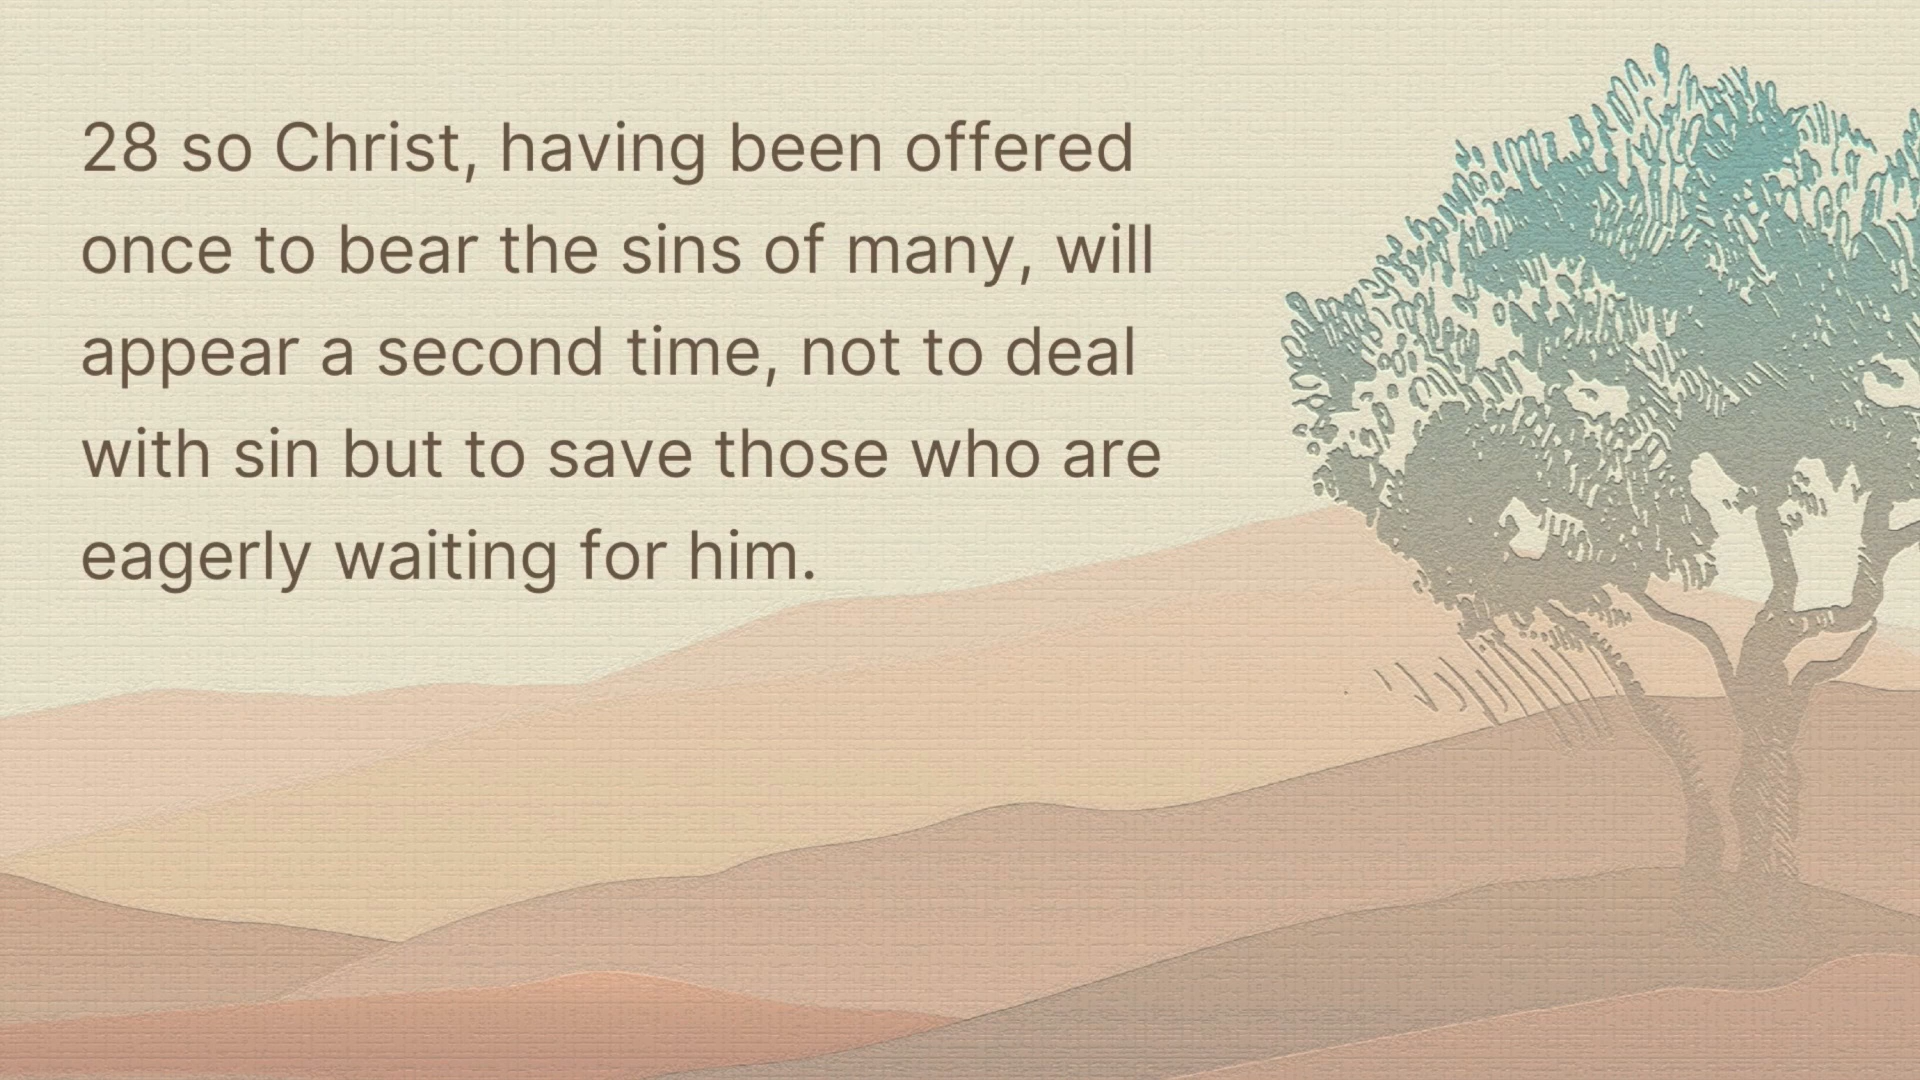 28 so Christ, having been offered
once to bear the sins of many, will
appear a second time, not to deal
with sin but to save those who are
eagerly waiting for him.